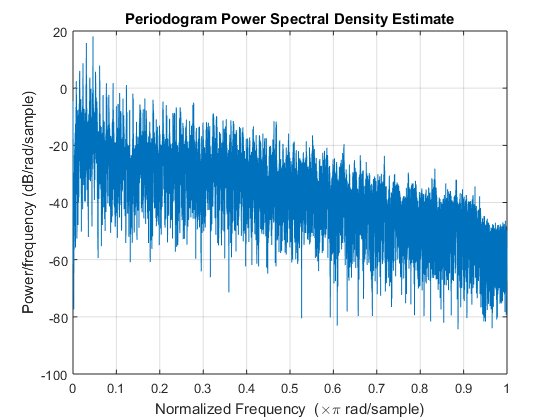 Periodogram Power Spectral Density Estimate
Power/frequency (dB/rad/sample)
20
0
-20
-40
-60
-80
-100
0 0.1 0.2 0.3 0.4 0.5 0.6 0.7 0.8 0.9 1
Normalized Frequency (×π rad/sample)